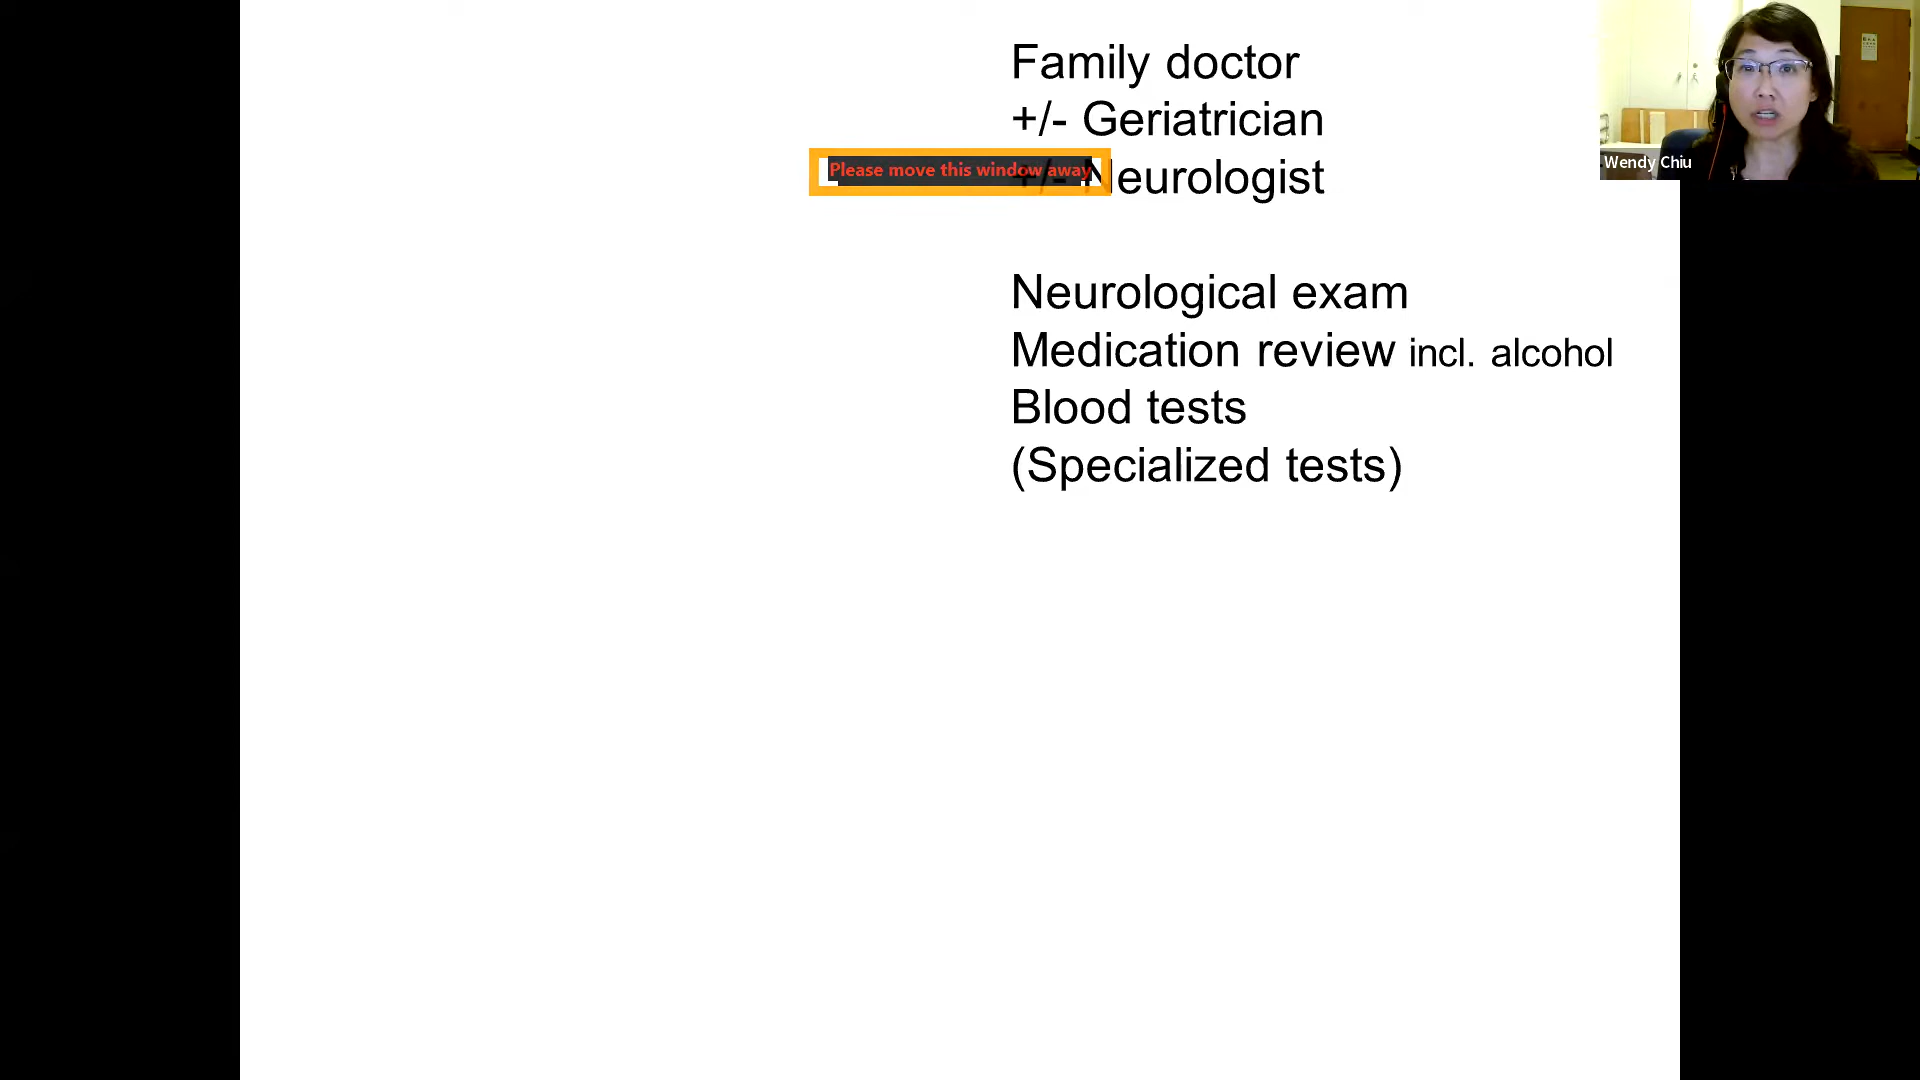 Family doctor
+/- Geriatrician
Please move this window away
+/- Neurologist
Wendy Chiu
Neurological exam
Medication review incl. alcohol
Blood tests
(Specialized tests)